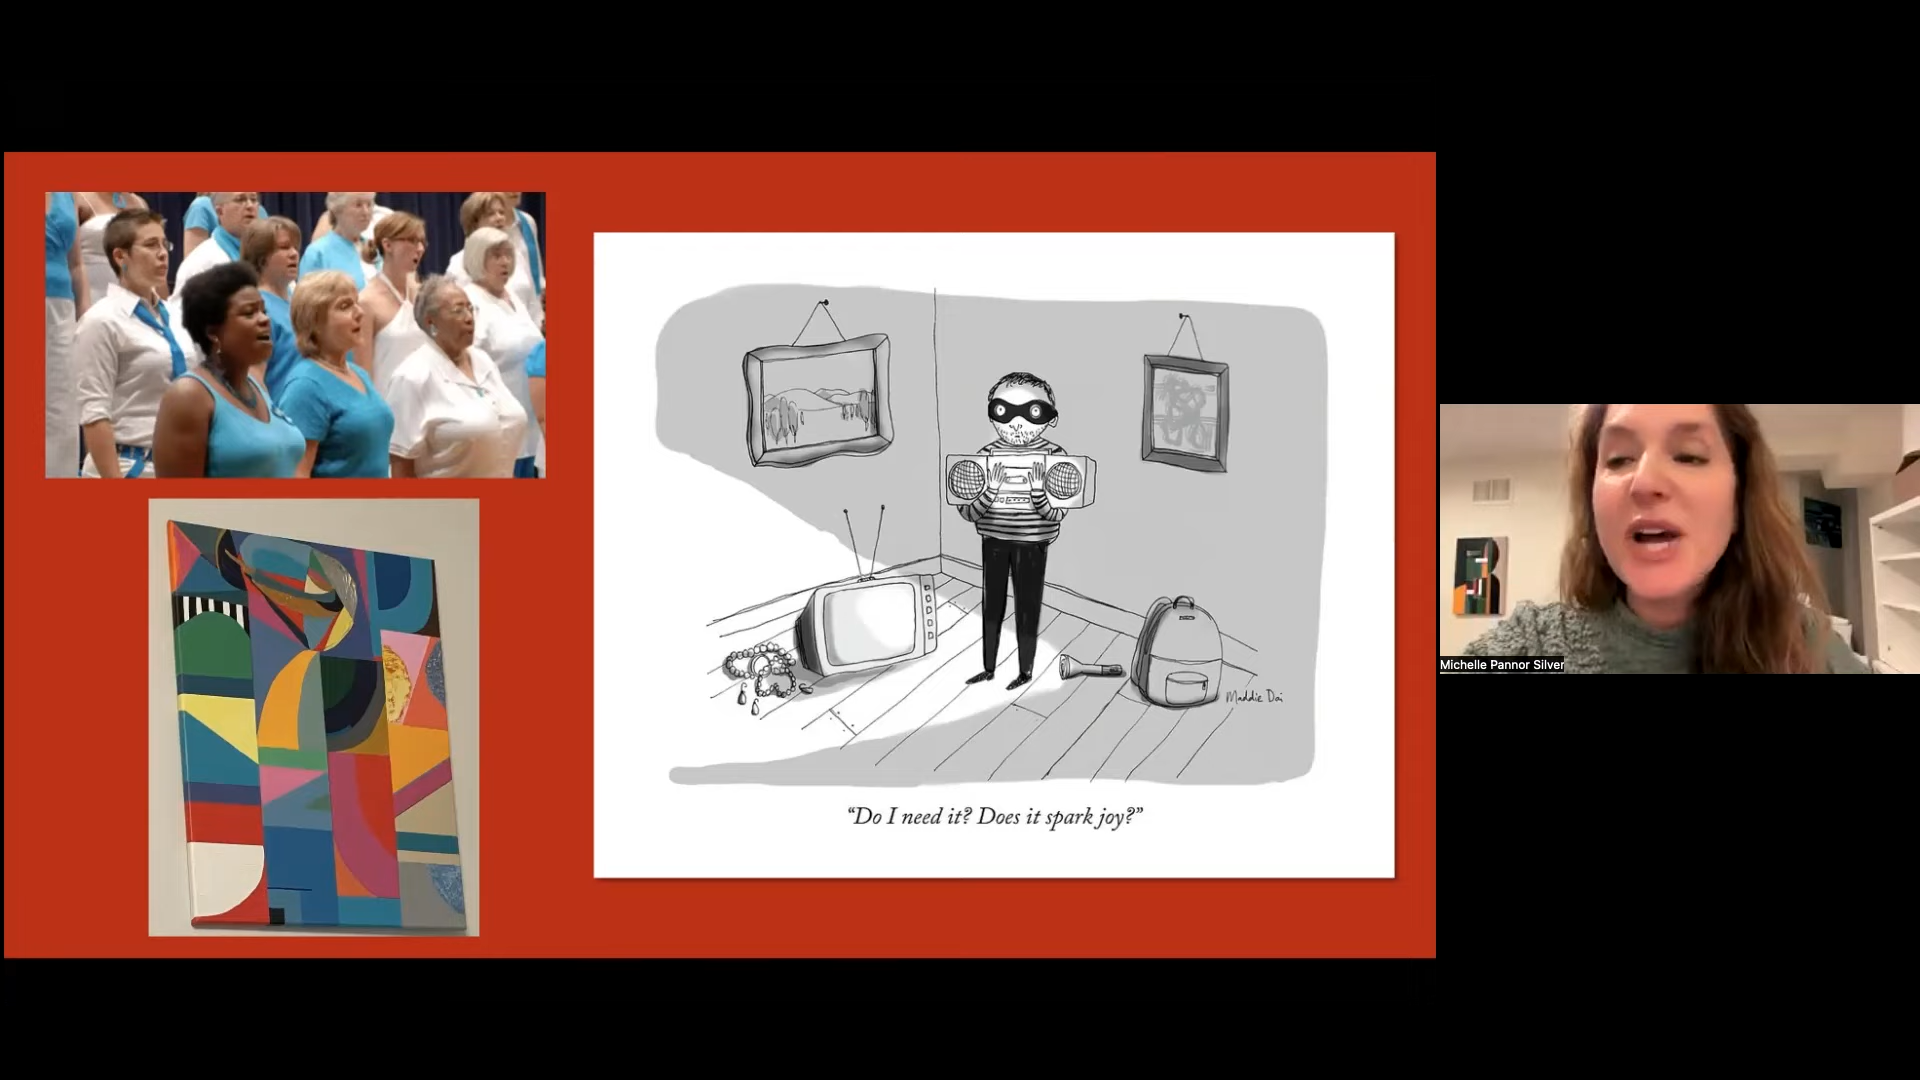 Maddie Dai
“Do I need it? Does it spark joy?”
Michelle Pannor Silver